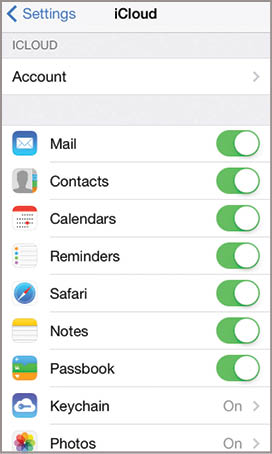 Settings iCloud
ICLOUD
Account
Mail
Contacts
Calendars
Reminders
Safari
Notes
Passbook
Keychain On
Photos On